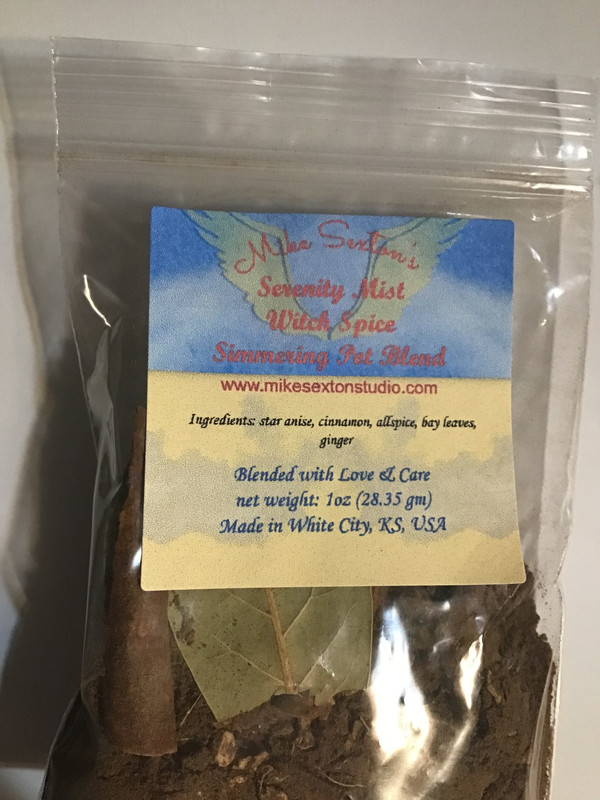 Mike Sexton's
Serenity Mist
Witch Spice
Simmering Pot Blend
www.mikesextonstudio.com
Ingredients: star anise, cinnamon, allspice, bay leaves,
ginger
Blended with Love & Care
net weight: 1oz (28.35 gm)
Made in White City, KS, USA